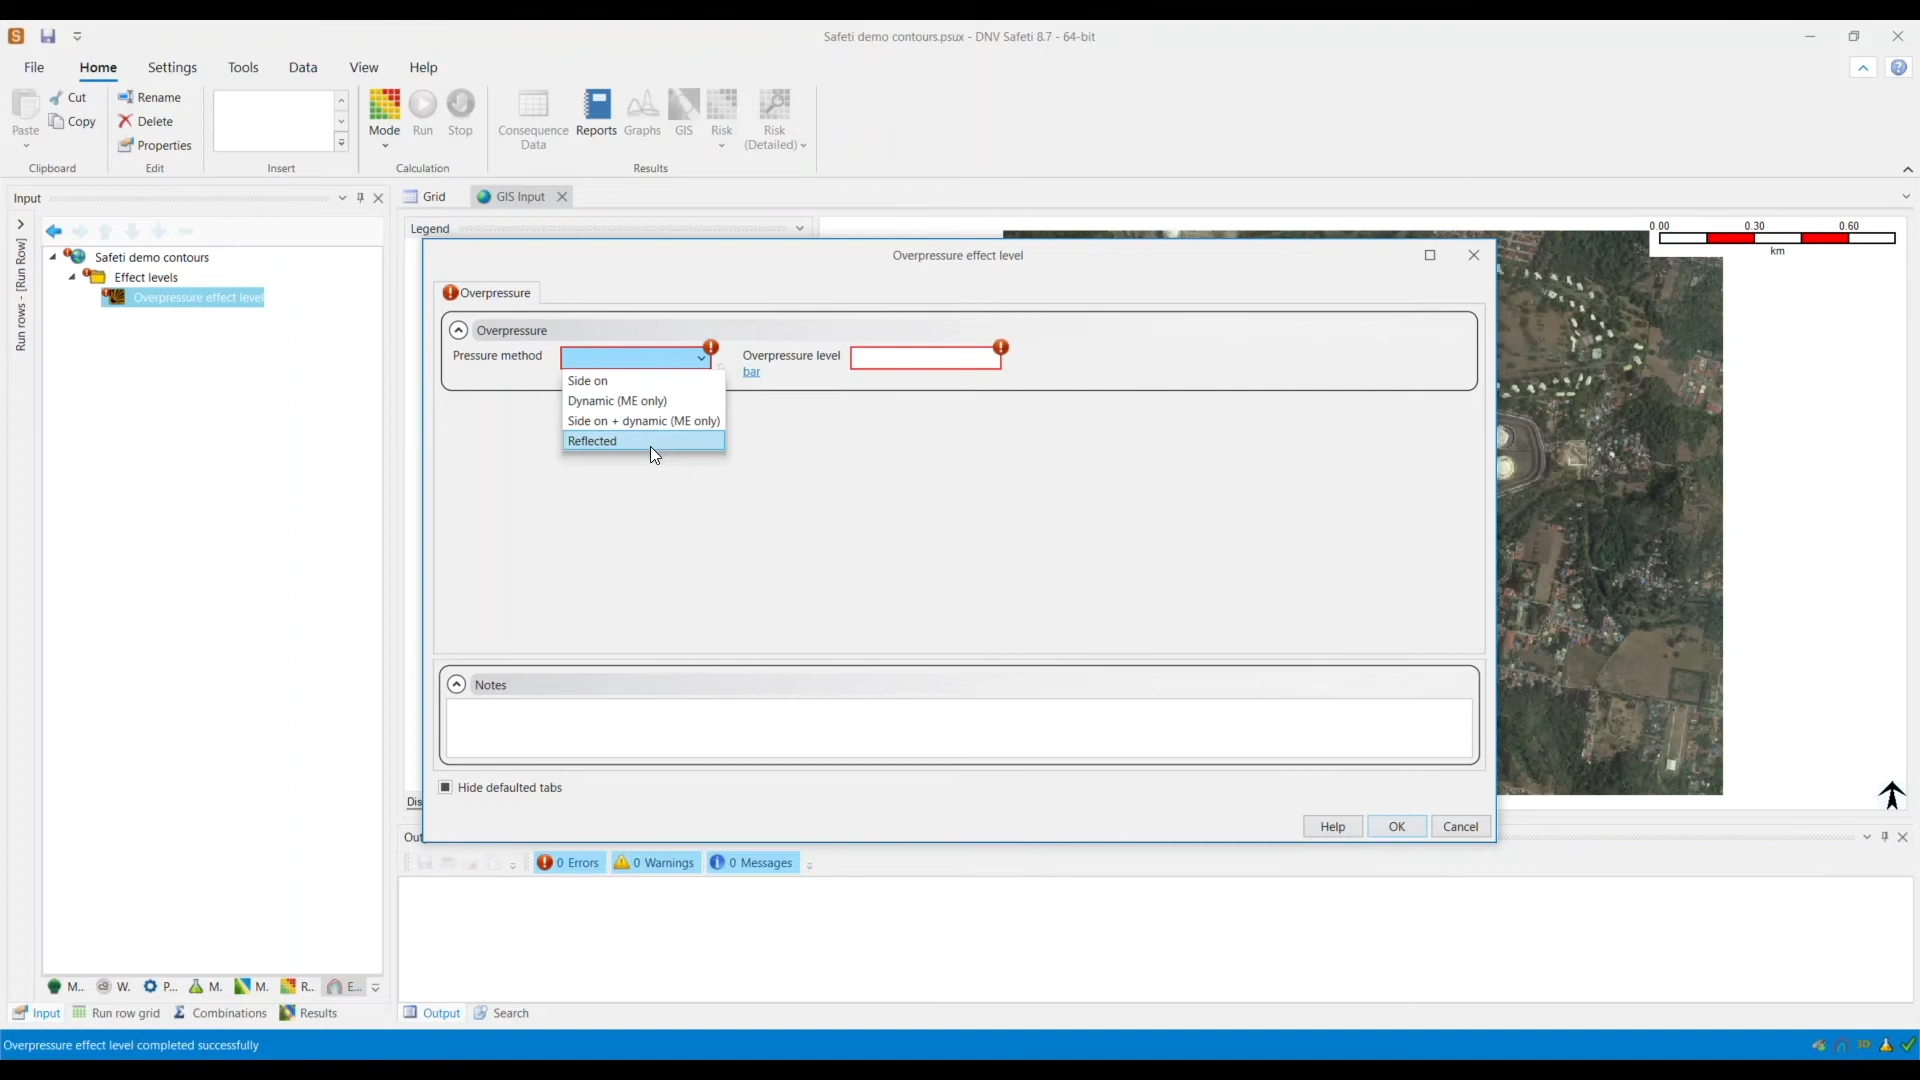 Safeti demo contours.psux - DNV Safeti 8.7 - 64-bit
File Home Settings Tools Data View Help
Paste
Cut
Copy
Clipboard
Rename
Delete
Properties
Edit
Insert
Mode
Run
Stop
Calculation
Consequence
Data
Reports
Graphs
GIS
Risk
Risk
(Detailed)
Results
Input
Run rows - [Run Row]
Safeti demo contours
Effect levels
Overpressure effect level
Grid
GIS Input
Legend
0.00 0.30 0.60
km
Overpressure effect level
Overpressure
Overpressure
Pressure method
Overpressure level
bar
Side on
Dynamic (ME only)
Side on + dynamic (ME only)
Reflected
Notes
Hide defaulted tabs
Help
OK
Cancel
Dis
Out
0 Errors
0 Warnings
0 Messages
M..
W.
P...
M.
M.
R..
E...
Input
Run row grid
Combinations
Results
Output
Search
Overpressure effect level completed successfully
3D